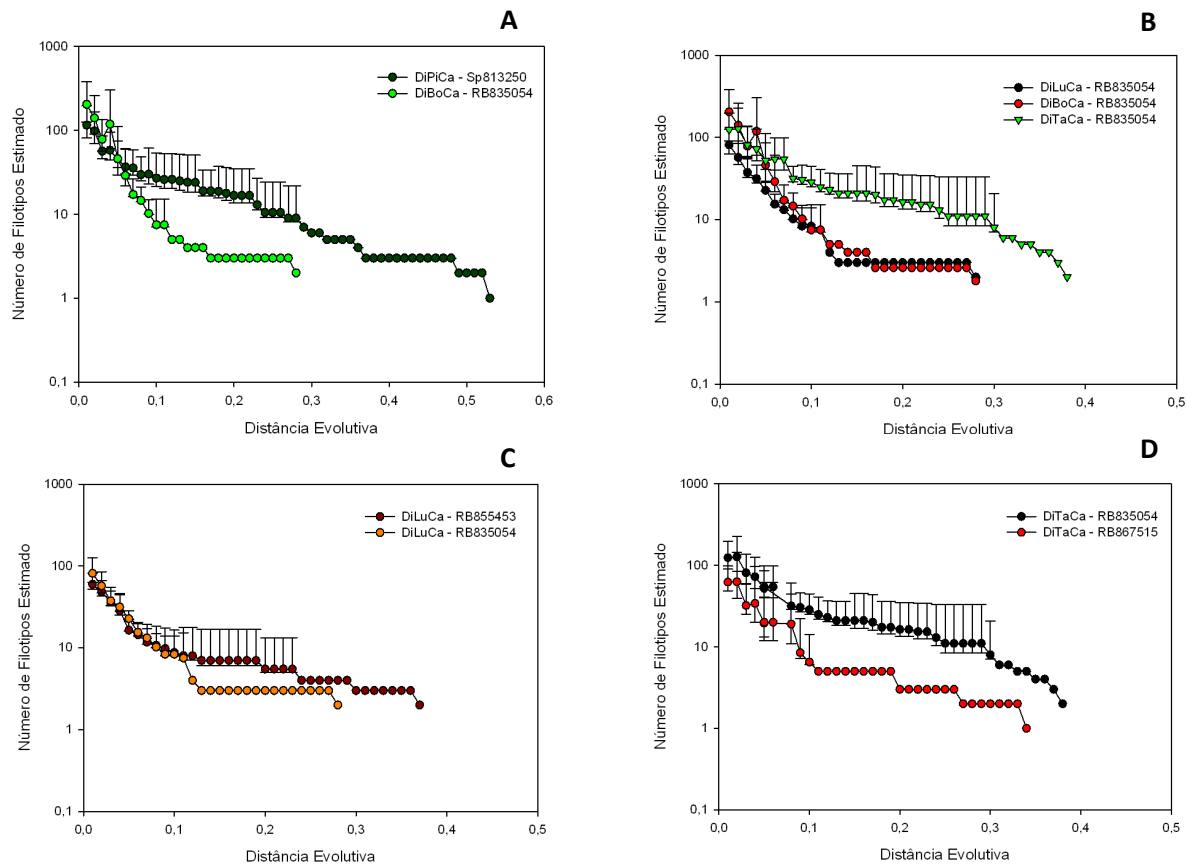 A
1000
100
10
1
0,1
Número de Filotipos Estimado
DiPiCa - Sp813250
DiBoCa - RB835054
0,0 0,1 0,2 0,3 0,4 0,5 0,6
Distância Evolutiva
B
1000
100
10
1
0,1
Número de Filotipos Estimado
DiLuCa - RB835054
DiBoCa - RB835054
DiTaCa - RB835054
0,0 0,1 0,2 0,3 0,4 0,5
Distância Evolutiva
C
1000
100
10
1
0,1
Número de Filotipos Estimado
DiLuCa - RB855453
DiLuCa - RB835054
0,0 0,1 0,2 0,3 0,4 0,5
Distância Evolutiva
D
1000
100
10
1
0,1
Número de Filotipos Estimado
DiTaCa - RB835054
DiTaCa - RB867515
0,0 0,1 0,2 0,3 0,4 0,5
Distância Evolutiva